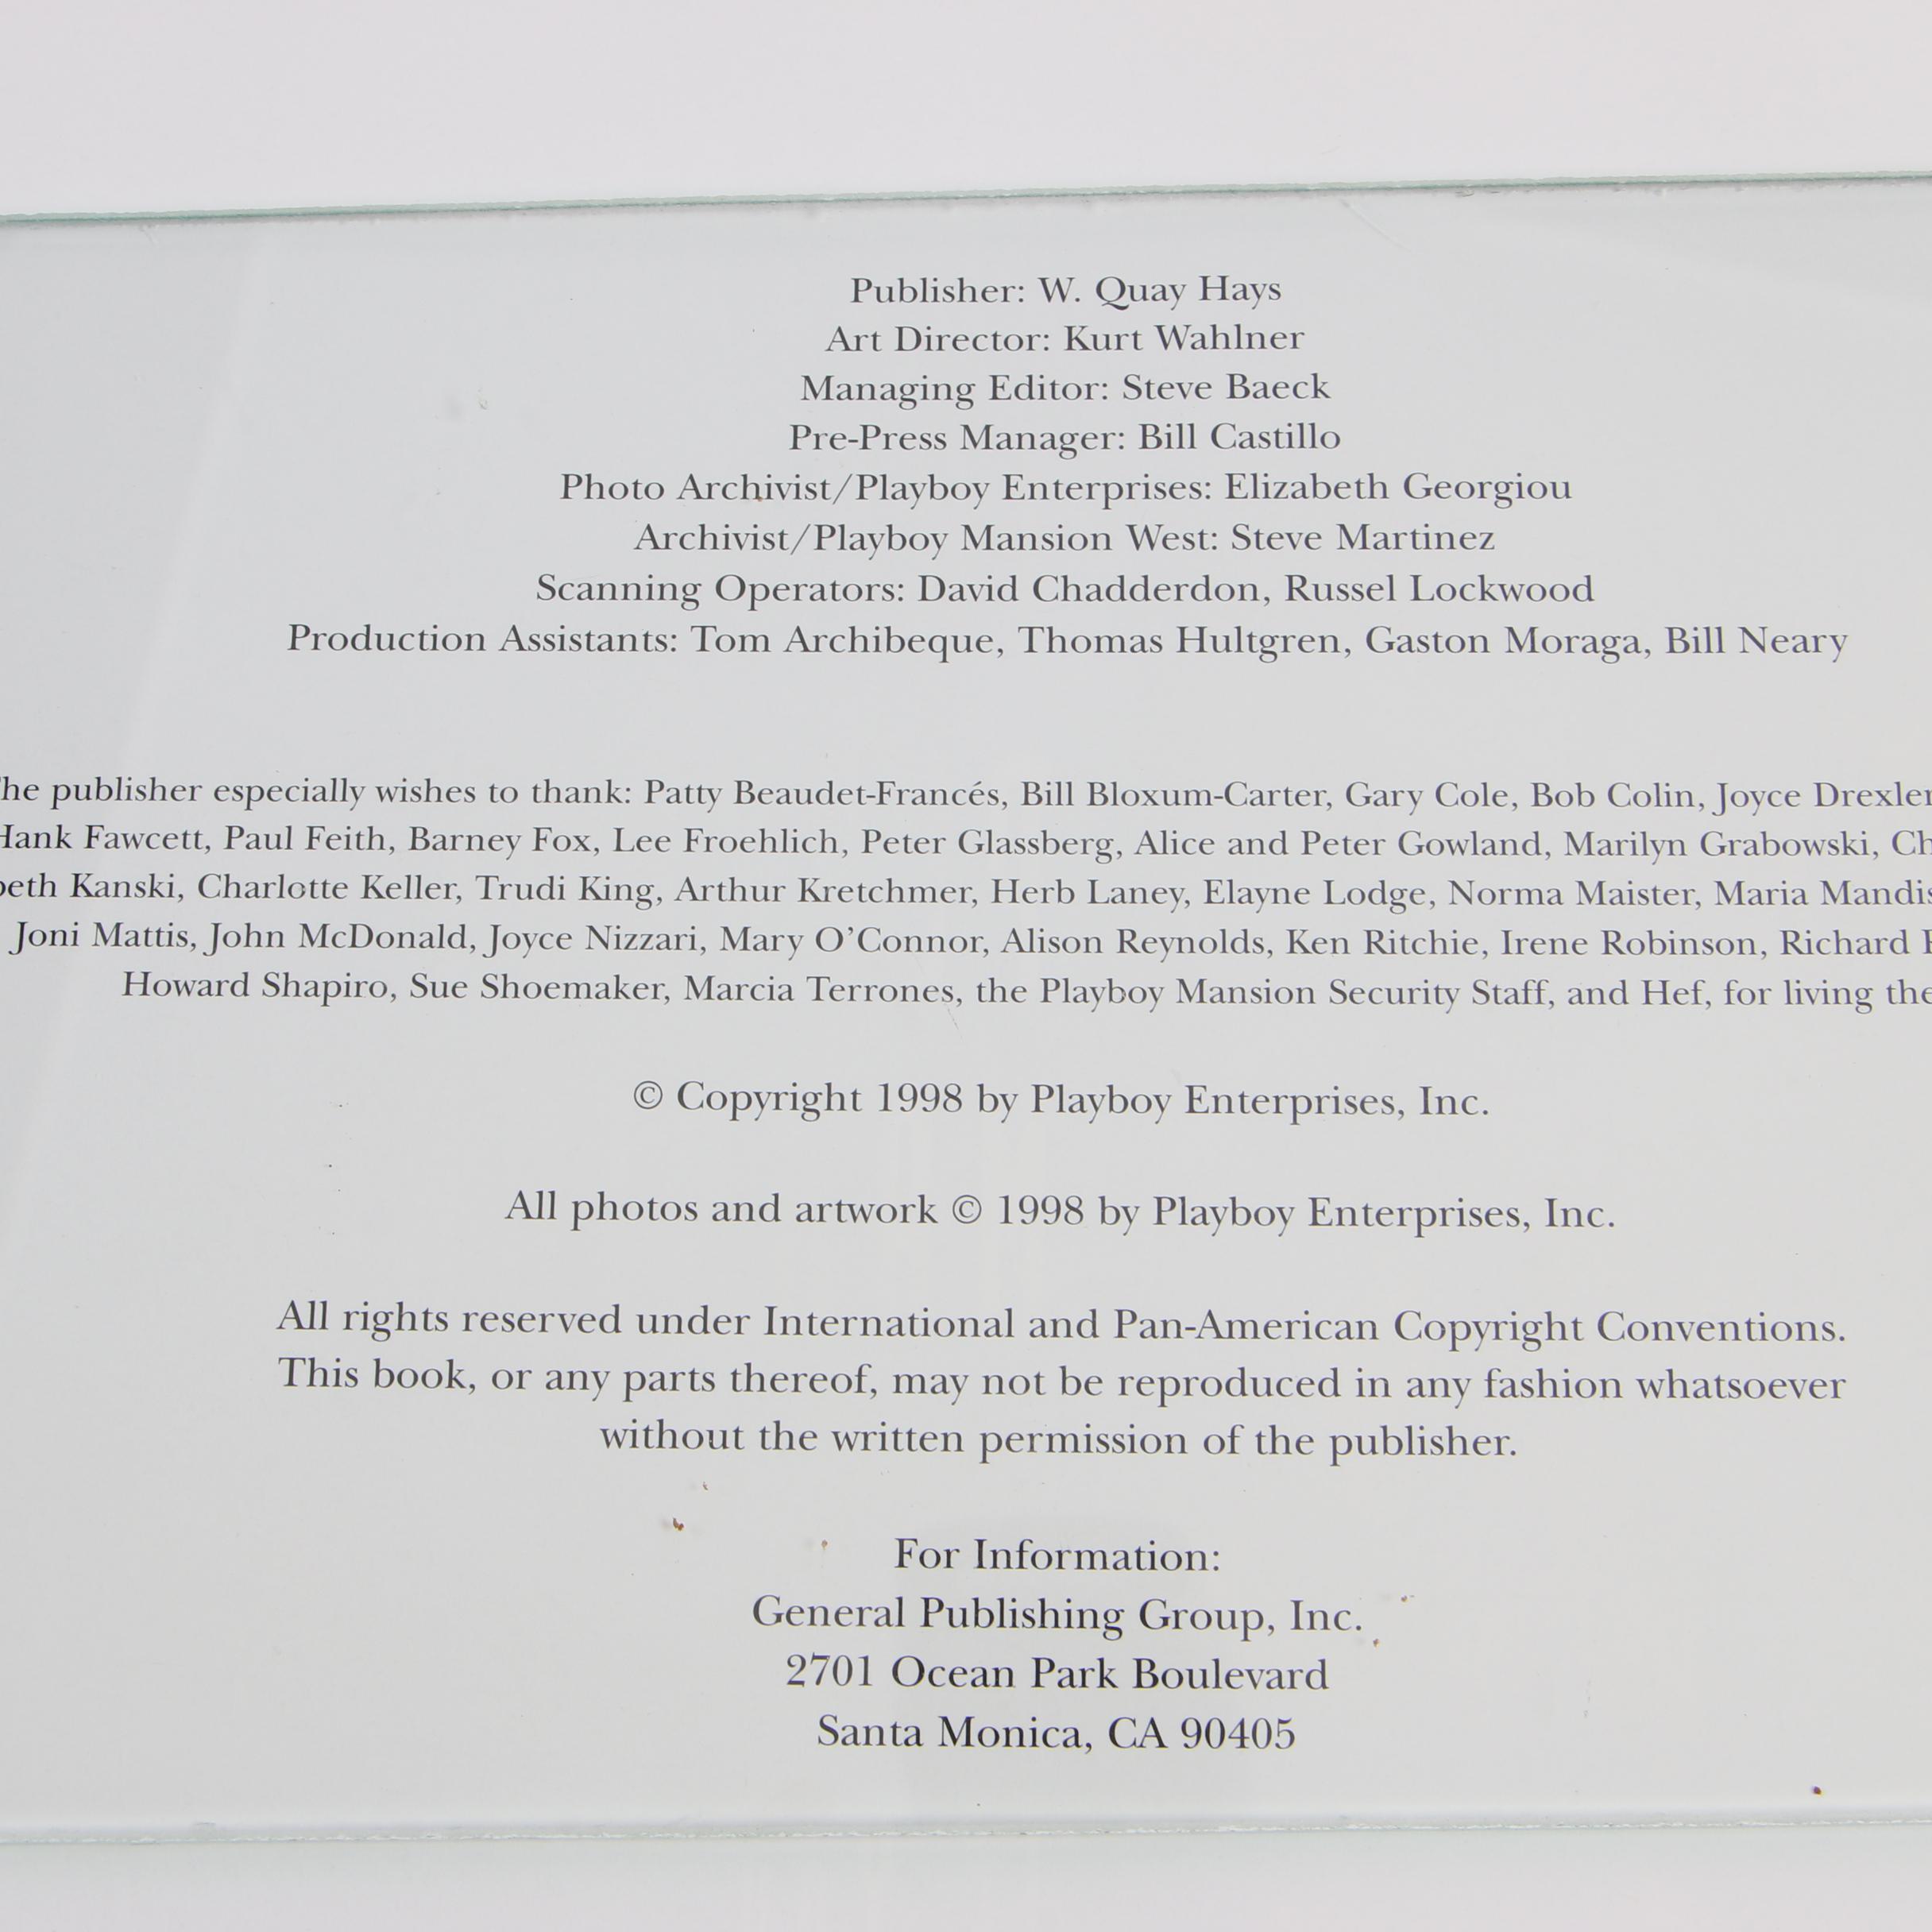 Publisher: W. Quay Hays
Art Director: Kurt Wahlner
Managing Editor: Steve Baeck
Pre-Press Manager: Bill Castillo
Photo Archivist/Playboy Enterprises: Elizabeth Georgiou
Archivist/Playboy Mansion West: Steve Martinez
Scanning Operators: David Chadderdon, Russel Lockwood
Production Assistants: Tom Archibeque, Thomas Hultgren, Gaston Moraga, Bill Neary
he publisher especially wishes to thank: Patty Beaudet-Francés, Bill Bloxum-Carter, Gary Cole, Bob Colin, Joyce Drexler
Hank Fawcett, Paul Feith, Barney Fox, Lee Froehlich, Peter Glassberg, Alice and Peter Gowland, Marilyn Grabowski,
Kanski, Charlotte Keller, Trudi King, Arthur Kretchmer, Herb Laney, Elayne Lodge, Norma Maister, Maria
Joni Mattis, John McDonald, Joyce Nizzari, Mary O'Connor, Alison Reynolds, Ken Ritchie, Irene Robinson, Richard
Howard Shapiro, Sue Shoemaker, Marcia Terrones, the Playboy Mansion Security Staff, and Hef, for living the
© Copyright 1998 by Playboy Enterprises, Inc.
All photos and artwork © 1998 by Playboy Enterprises, Inc.
All rights reserved under International and Pan-American Copyright Conventions.
This book, or any parts thereof, may not be reproduced in any fashion whatsoever
without the written permission of the publisher.
For Information:
General Publishing Group, Inc.
2701 Ocean Park Boulevard
Santa Monica, CA 90405